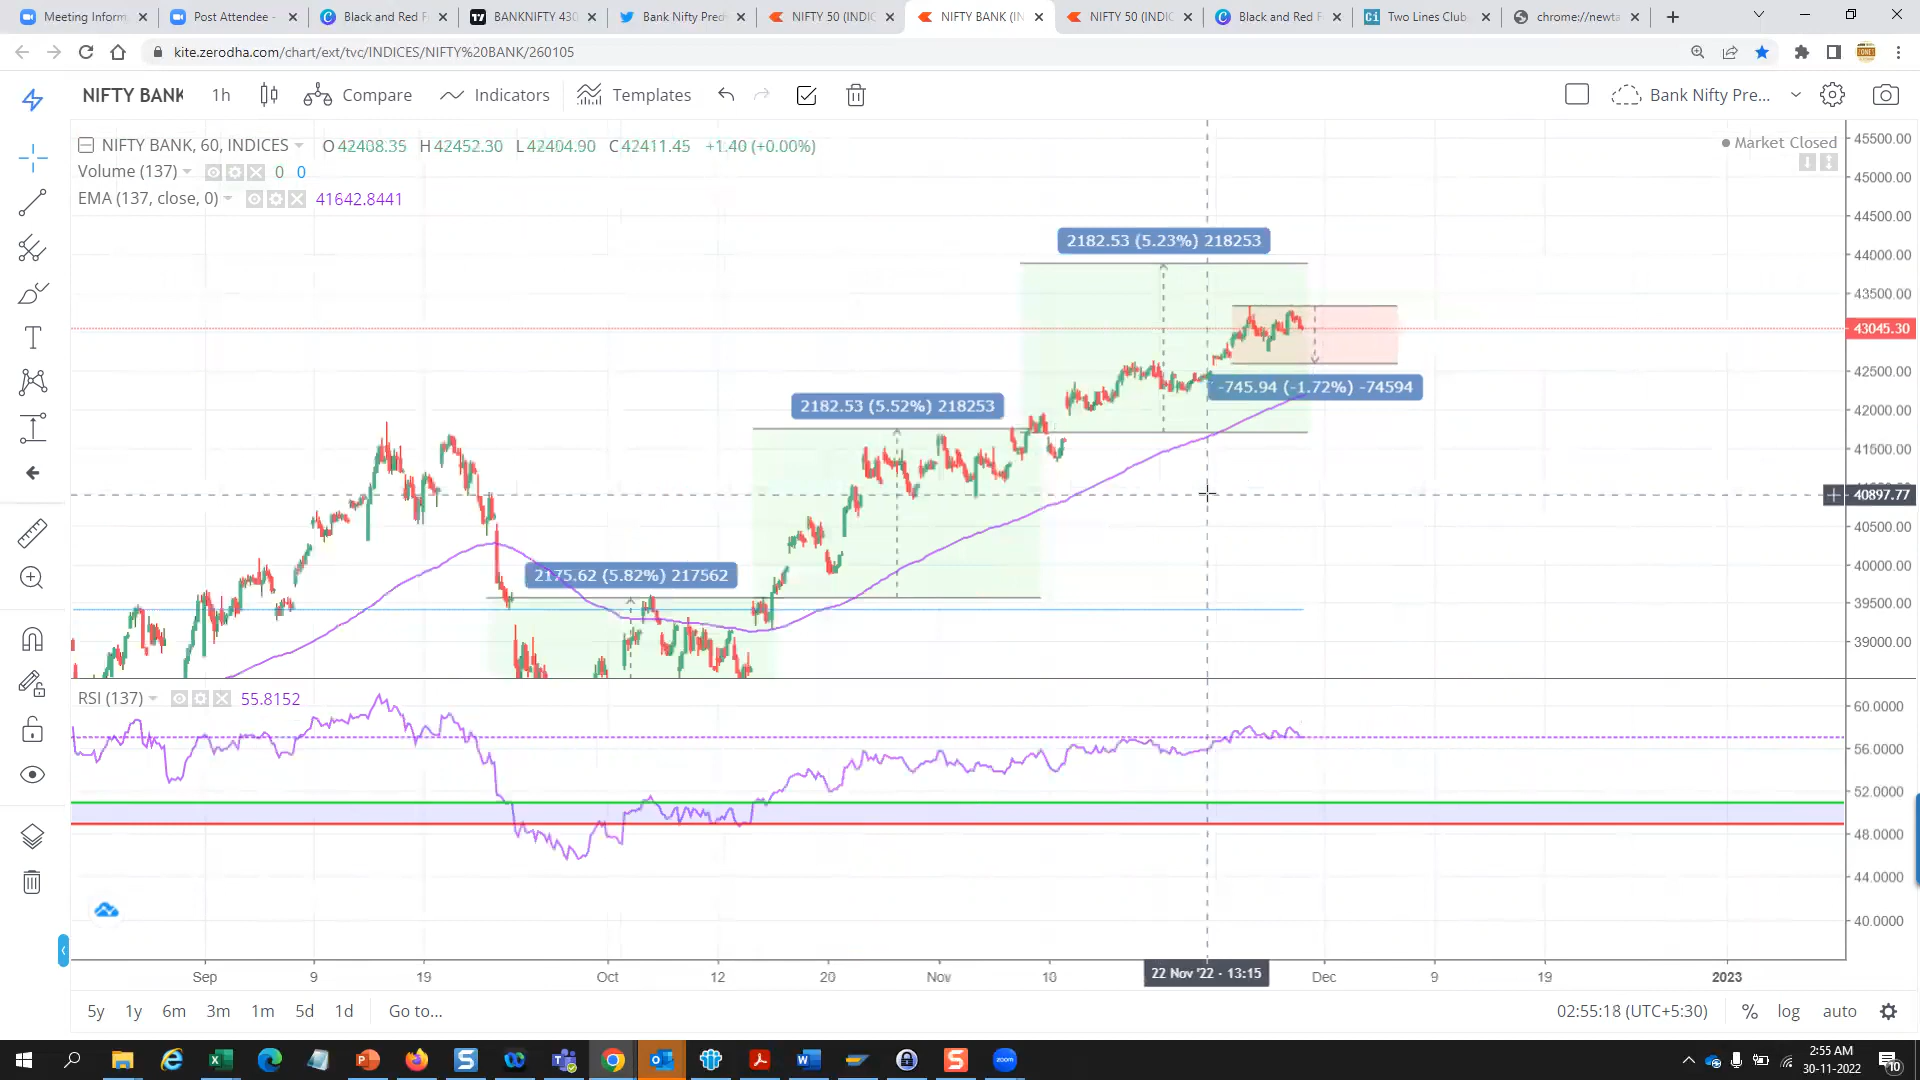 Meeting Inform
Post Attendee -
Black and Red F
BANKNIFTY 430
Bank Nifty Pred
NIFTY 50 (INDIC
NIFTY BANK (IN
NIFTY 50 (INDIC
Black and Red F
Two Lines Club
chrome://newta
kite.zerodha.com/chart/ext/tvc/INDICES/NIFTY%20BANK/260105
NIFTY BANK
1h
Compare
Indicators
Templates
Bank Nifty Pre...
NIFTY BANK, 60, INDICES
O 42408.35 H 42452.30 L 42404.90 C 42411.45 +1.40 (+0.00%)
Market Closed
Volume (137) 0 0
EMA (137, close, 0) 41642.8441
2182.53 (5.23%) 218253
-745.94 (-1.72%) -74594
2182.53 (5.52%) 218253
2175.62 (5.82%) 217562
45500.00
45000.00
44500.00
44000.00
43500.00
43045.30
42500.00
42000.00
41500.00
40897.77
40500.00
40000.00
39500.00
39000.00
RSI (137) 55.8152
60.0000
56.0000
52.0000
48.0000
44.0000
40.0000
Sep 9 19 Oct 12 20 Nov 10 22 Nov '22 - 13:15 Dec 9 19 2023
5y 1y 6m 3m 1m 5d 1d Go to...
02:55:18 (UTC+5:30) % log auto
2:55 AM
30-11-2022
10
zoom